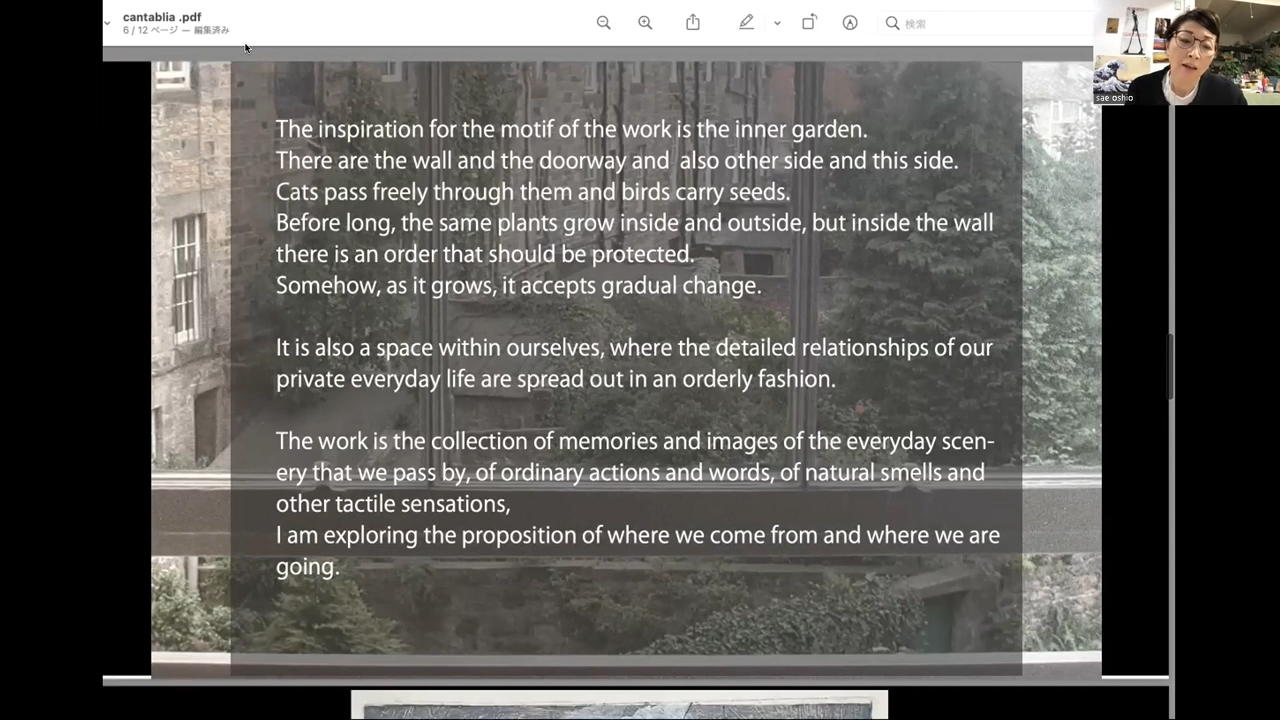 cantablia .pdf
6 / 12 ページ — 編集済み
検索
sae oshio
The inspiration for the motif of the work is the inner garden.
There are the wall and the doorway and  also other side and this side.
Cats pass freely through them and birds carry seeds.
Before long, the same plants grow inside and outside, but inside the wall
there is an order that should be protected.
Somehow, as it grows, it accepts gradual change.
It is also a space within ourselves, where the detailed relationships of our
private everyday life are spread out in an orderly fashion.
The work is the collection of memories and images of the everyday scen-
ery that we pass by, of ordinary actions and words, of natural smells and
other tactile sensations,
I am exploring the proposition of where we come from and where we are
going.